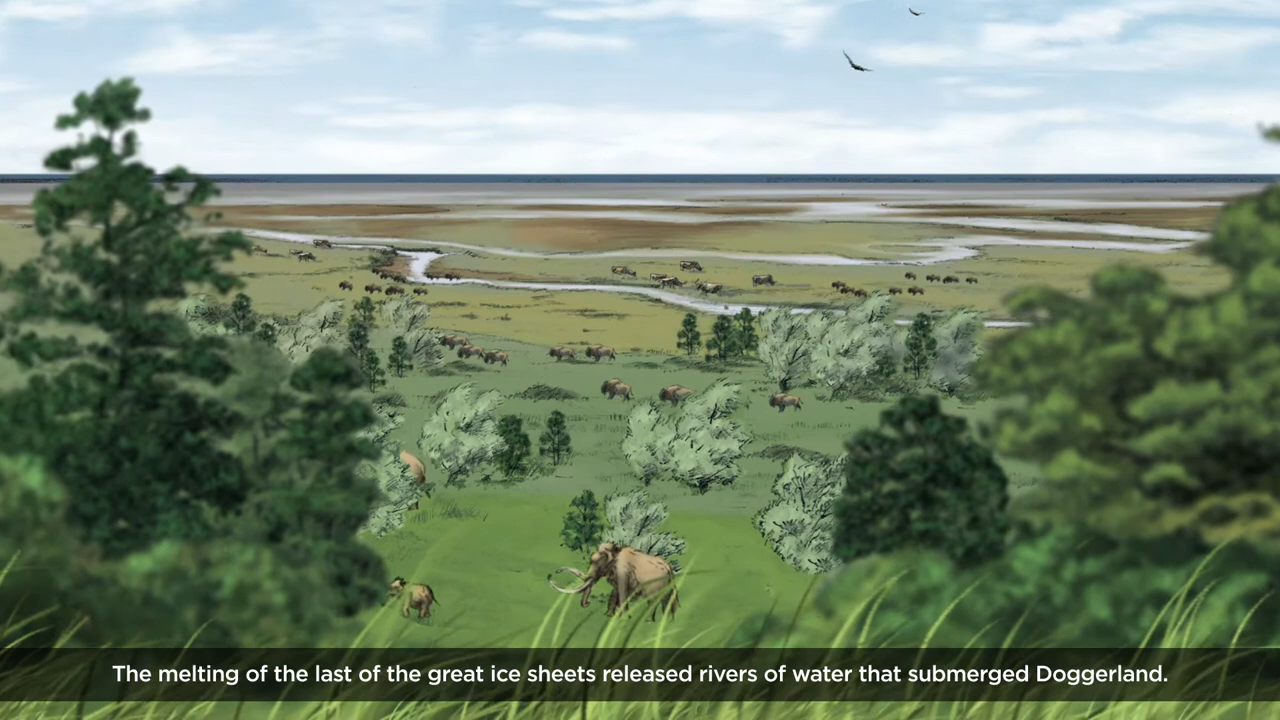 The melting of the last of the great ice sheets released rivers of water that submerged Doggerland.